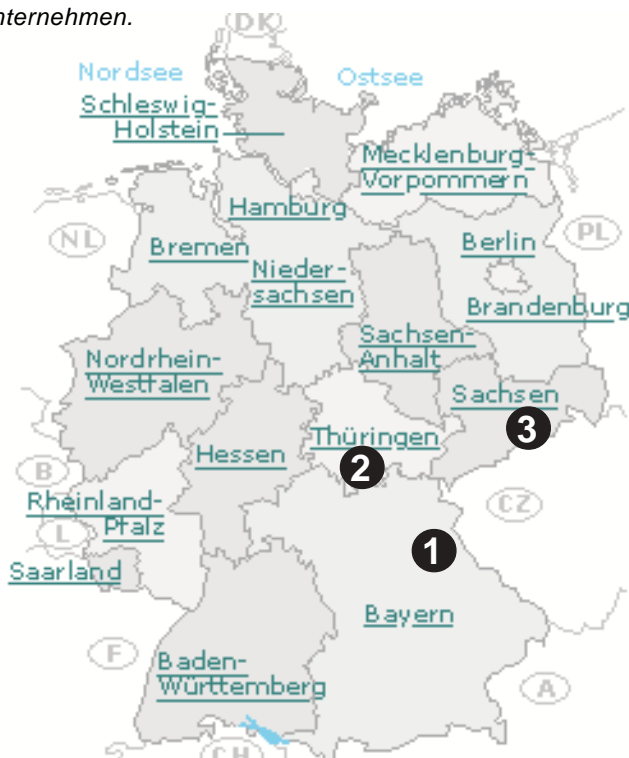 nternehmen.
DK
Nordsee
Ostsee
Schleswig-
Holstein
Mecklenburg-
Vorpommern
Hamburg
NL
Bremen
Berlin
PL
Nieder-
sachsen
Brandenburg
Sachsen-
Anhalt
Nordrhein-
Westfalen
Sachsen
3
Thüringen
2
Hessen
B
Rheinland-
Pfalz
CZ
L
1
Saarland
Bayern
F
Baden-
Württemberg
A
CH